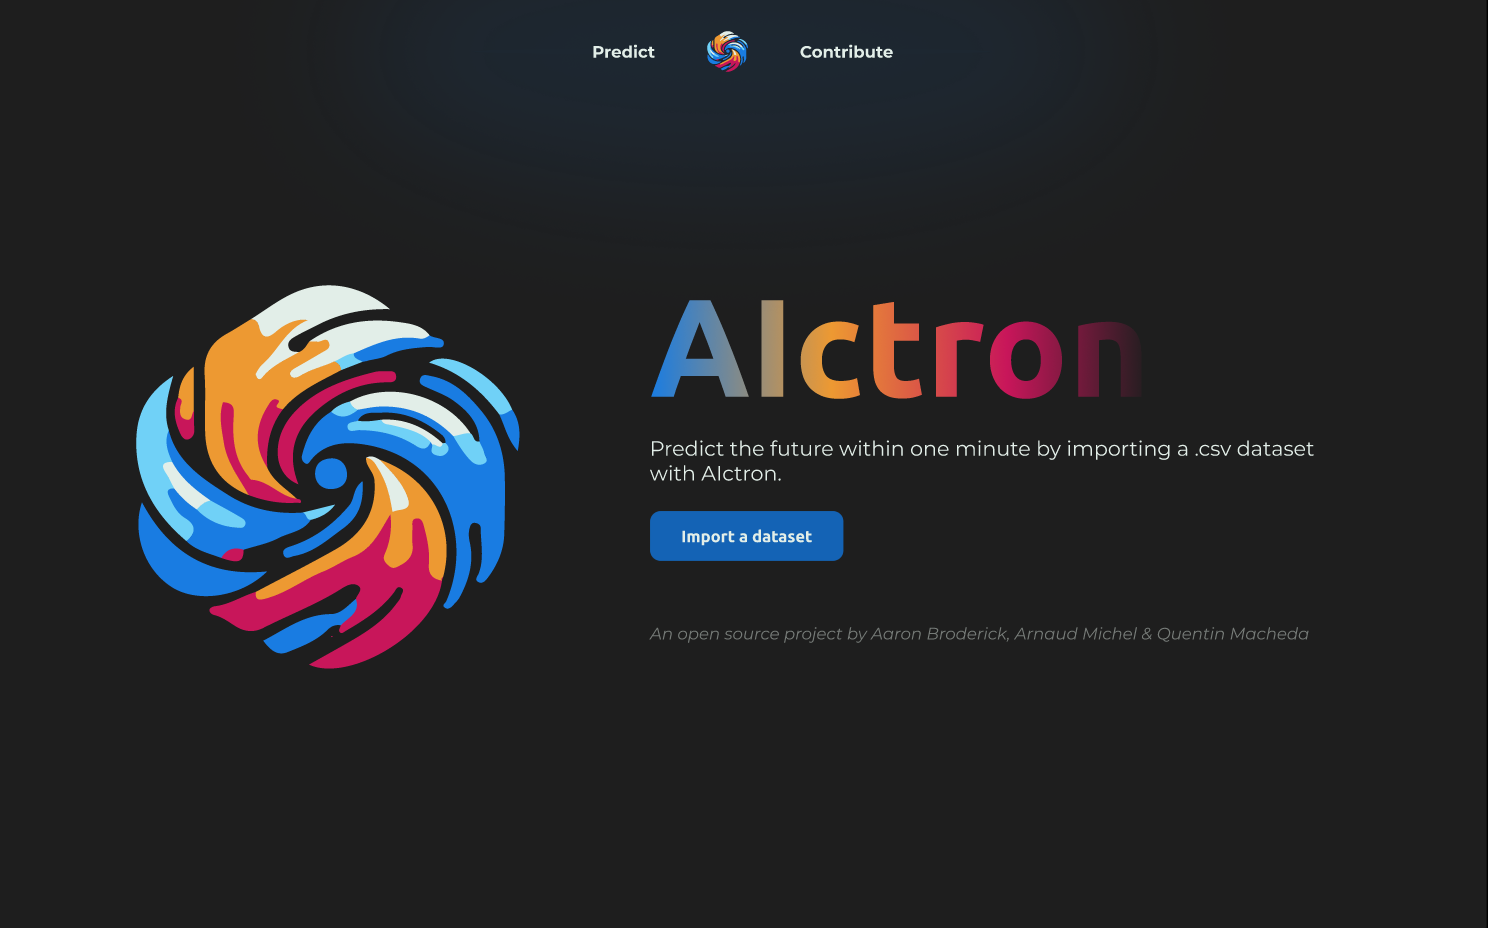 Predict
Contribute
AIctron
Predict the future within one minute by importing a .csv dataset
with AIctron.
Import a dataset
An open source project by Aaron Broderick, Arnaud Michel & Quentin Macheda